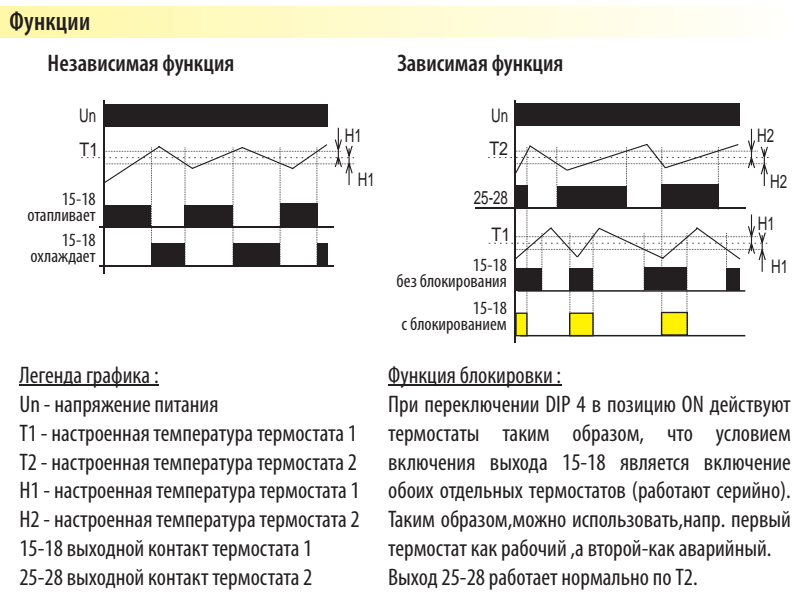 Функции
Независимая функция
Un
T1
H1
H1
15-18
отапливает
15-18
охлаждает
Зависимая функция
Un
T2
H2
H2
25-28
T1
H1
H1
15-18
без блокирования
15-18
с блокированием
Легенда графика :
Un - напряжение питания
T1 - настроенная температура термостата 1
T2 - настроенная температура термостата 2
H1 - настроенная температура термостата 1
H2 - настроенная температура термостата 2
15-18 выходной контакт термостата 1
25-28 выходной контакт термостата 2
Функция блокировки :
При переключении DIP 4 в позицию ON действуют
термостаты таким образом, что условием
включения выхода 15-18 является включение
обоих отдельных термостатов (работают серийно).
Таким образом,можно использовать,напр. первый
термостат как рабочий ,а второй-как аварийный.
Выход 25-28 работает нормально по T2.